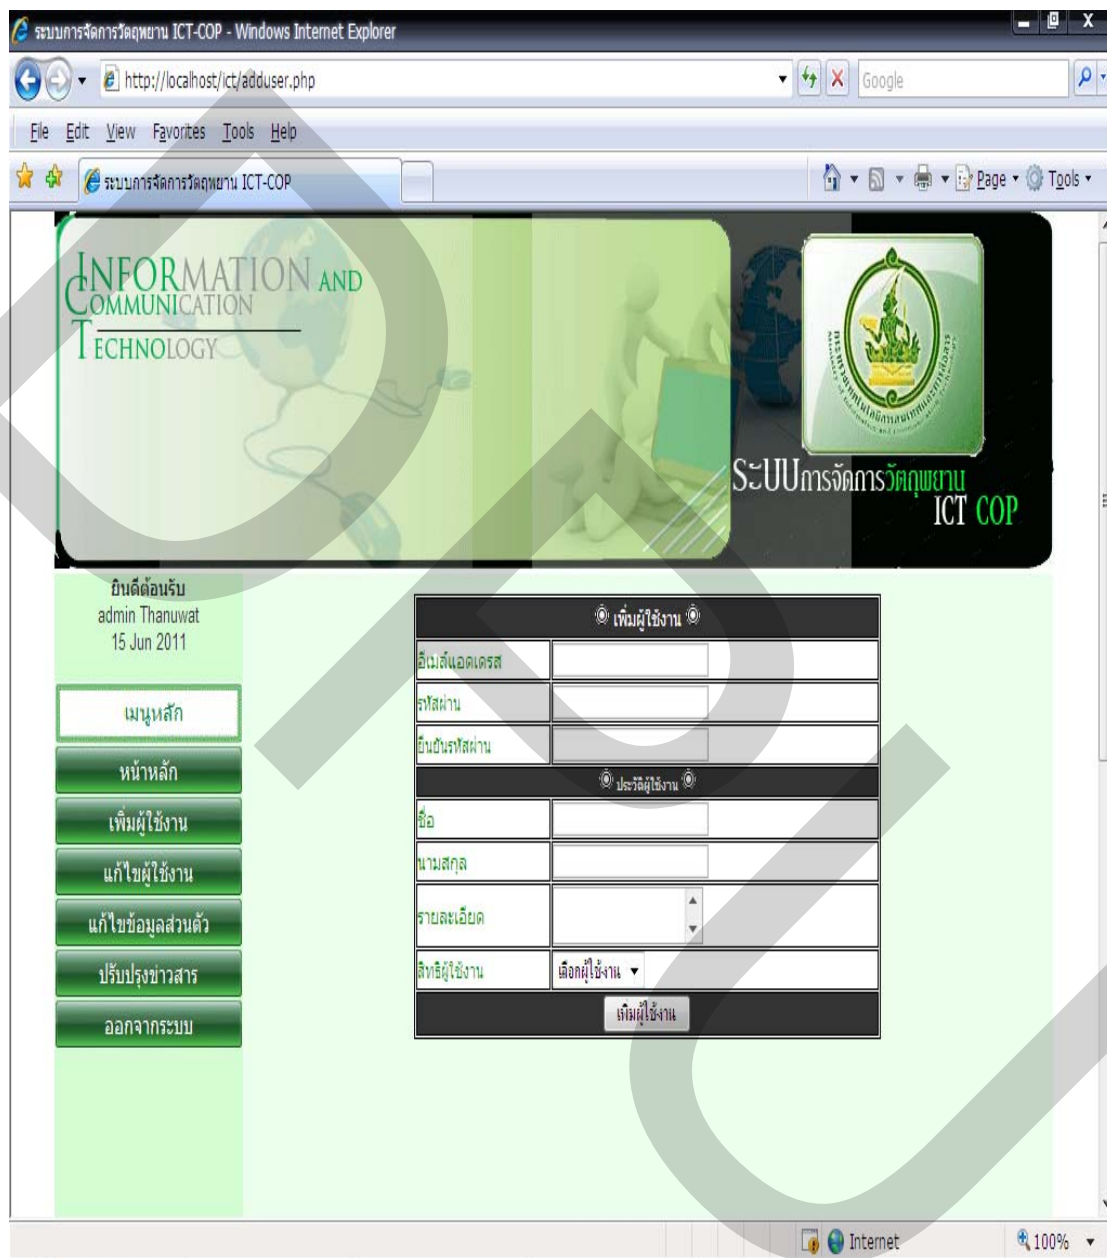 ระบบการจัดการวัตถุพยาน ICT-COP - Windows Internet Explorer
http://localhost/ict/adduser.php
Google
File Edit View Favorites Tools Help
ระบบการจัดการวัตถุพยาน ICT-COP
Page Tools
INFORMATION AND
COMMUNICATION
TECHNOLOGY
ระบบการจัดการวัตถุพยาน
ICT COP
ยินดีต้อนรับ
admin Thanuwat
15 Jun 2011
เมนูหลัก
หน้าหลัก
เพิ่มผู้ใช้งาน
แก้ไขผู้ใช้งาน
แก้ไขข้อมูลส่วนตัว
ปรับปรุงข่าวสาร
ออกจากระบบ
เพิ่มผู้ใช้งาน
อีเมล์แอดเดรส
รหัสผ่าน
ยืนยันรหัสผ่าน
ประวัติผู้ใช้งาน
ชื่อ
นามสกุล
รายละเอียด
สิทธิผู้ใช้งาน
เลือกผู้ใช้งาน
เพิ่มผู้ใช้งาน
Internet
100%